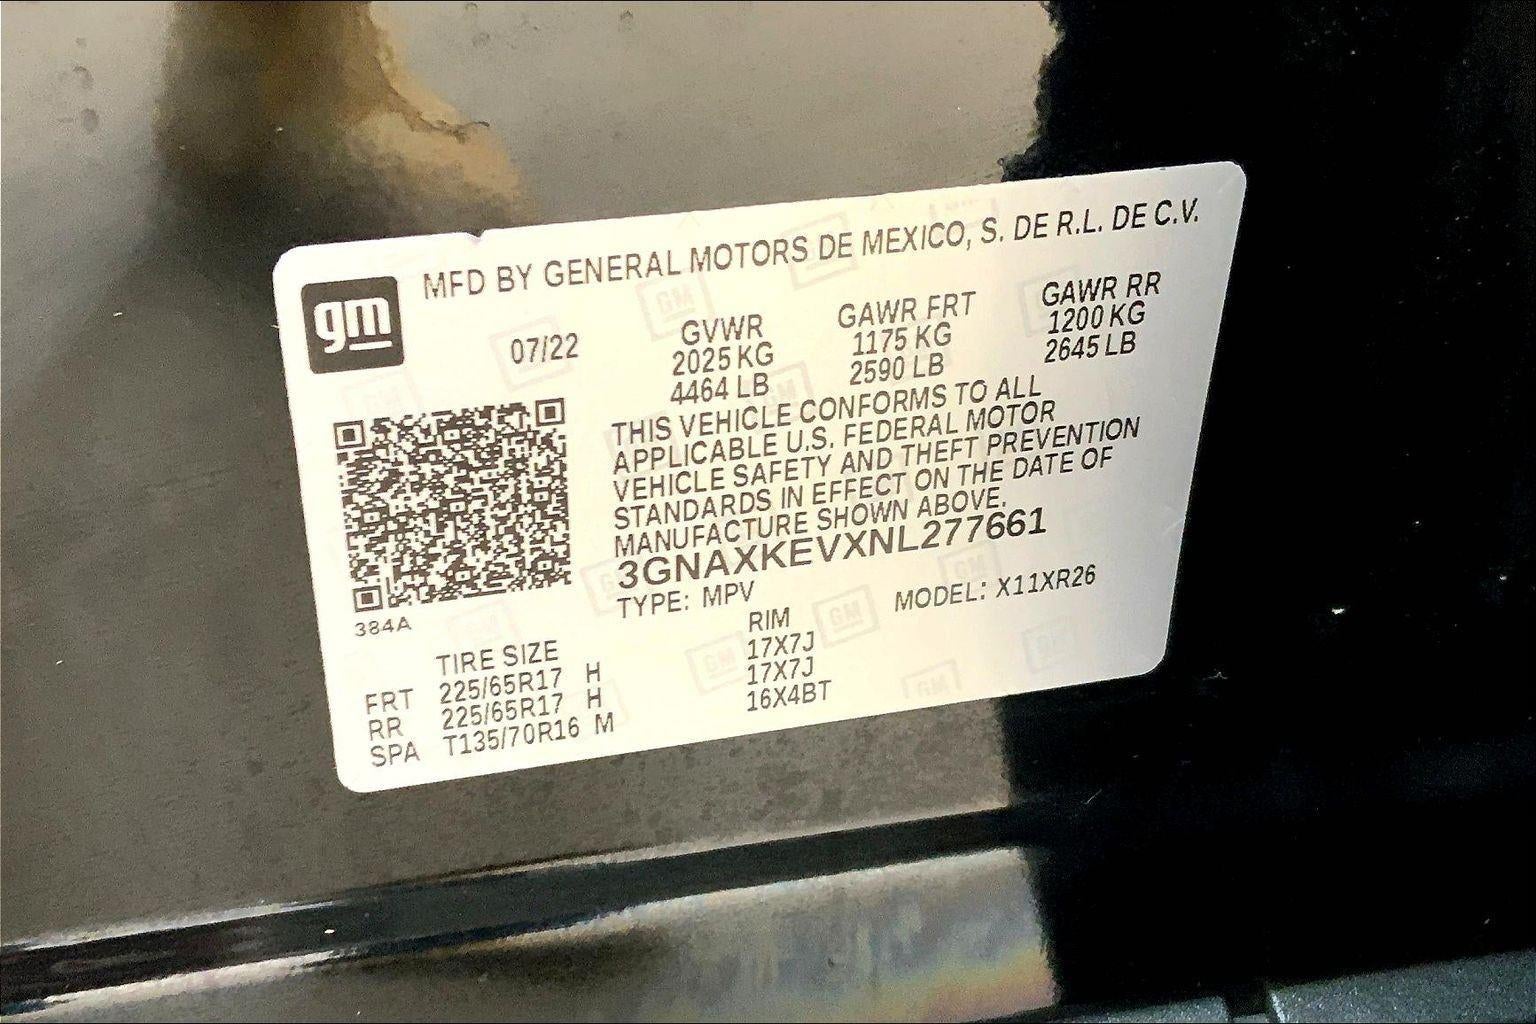 gm
MFD BY GENERAL MOTORS DE MEXICO, S. DE R.L. DE C.V.
07/22
GVWR GAWR FRT GAWR RR
2025 KG 1175 KG 1200 KG
4464 LB 2590 LB 2645 LB
THIS VEHICLE CONFORMS TO ALL
APPLICABLE U.S. FEDERAL MOTOR
VEHICLE SAFETY AND THEFT PREVENTION
STANDARDS IN EFFECT ON THE DATE OF
MANUFACTURE SHOWN ABOVE.
3GNAXKEVXNL277661
TYPE: MPV MODEL: X11XR26
384A
TIRE SIZE RIM
FRT 225/65R17 H 17X7J
RR 225/65R17 H 17X7J
SPA T135/70R16 M 16X4BT